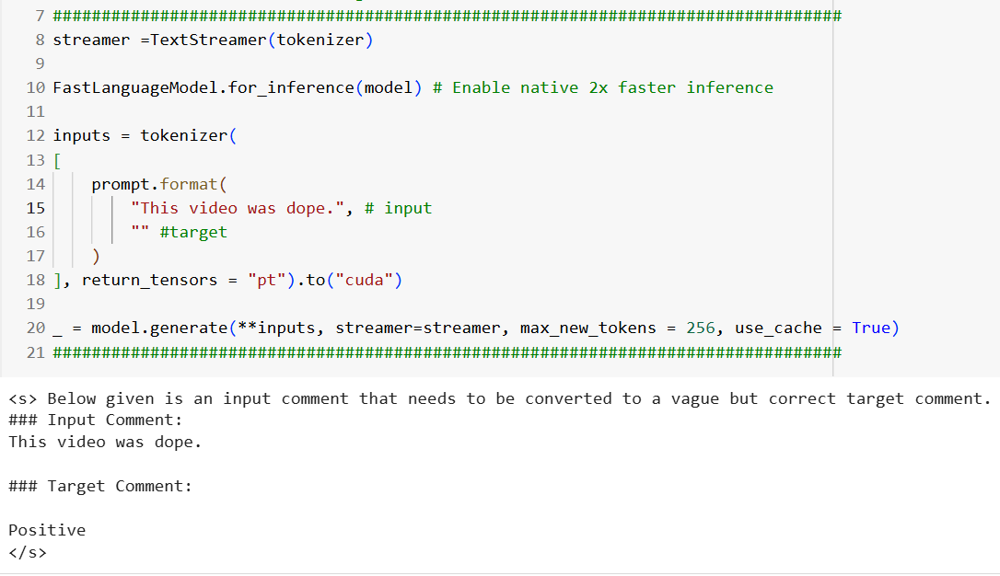 7 ##################################################################################
8 streamer =TextStreamer(tokenizer)
9
10 FastLanguageModel.for_inference(model) # Enable native 2x faster inference
11
12 inputs = tokenizer(
13 [
14     prompt.format(
15         "This video was dope.", # input
16         "" #target
17     )
18 ], return_tensors = "pt").to("cuda")
19
20 _ = model.generate(**inputs, streamer=streamer, max_new_tokens = 256, use_cache = True)
21 ##################################################################################
<s> Below given is an input comment that needs to be converted to a vague but correct target comment.
### Input Comment:
This video was dope.

### Target Comment:

Positive
</s>